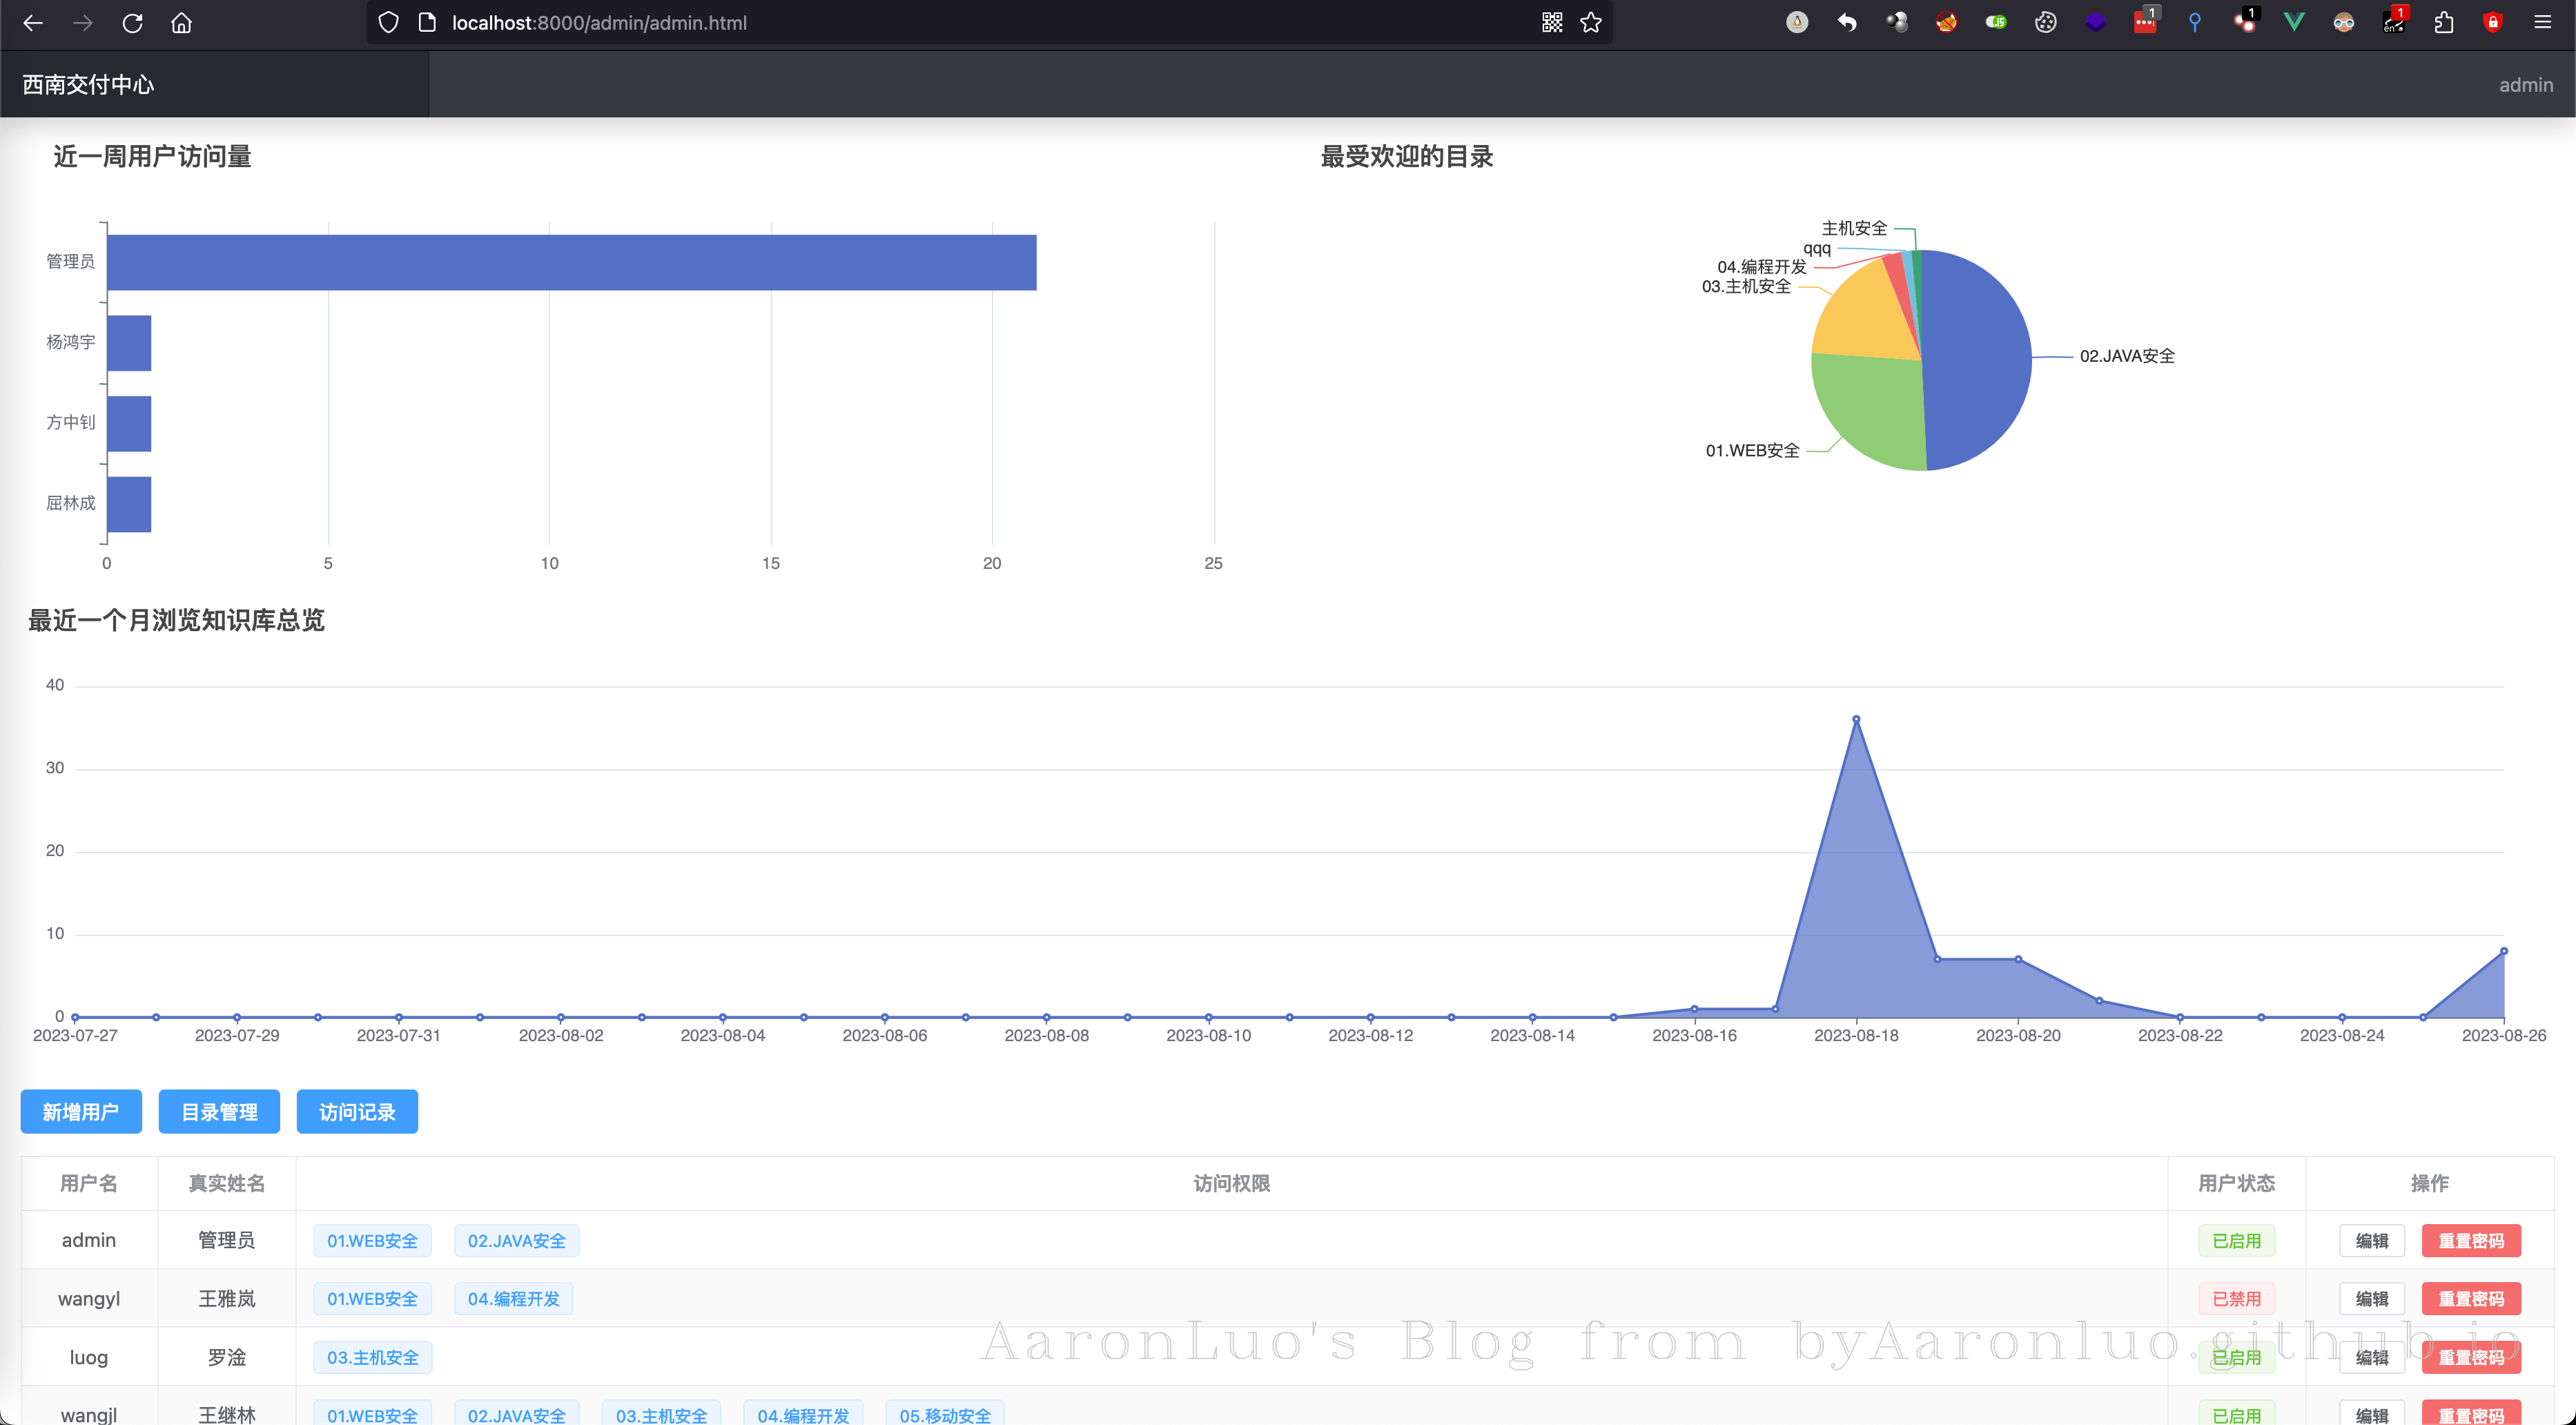 localhost:8000/admin/admin.html
1
1
en
1
西南交付中心
admin
近一周用户访问量
最受欢迎的目录
管理员
杨鸿宇
方中钊
屈林成
0 5 10 15 20 25
主机安全
qqq
04.编程开发
03.主机安全
02.JAVA安全
01.WEB安全
最近一个月浏览知识库总览
40
30
20
10
0
2023-07-27 2023-07-29 2023-07-31 2023-08-02 2023-08-04 2023-08-06 2023-08-08 2023-08-10 2023-08-12 2023-08-14 2023-08-16 2023-08-18 2023-08-20 2023-08-22 2023-08-24 2023-08-26
新增用户 目录管理 访问记录
用户名 真实姓名 访问权限 用户状态 操作
admin 管理员 01.WEB安全 02.JAVA安全 已启用 编辑 重置密码
wangyl 王雅岚 01.WEB安全 04.编程开发 已禁用 编辑 重置密码
luog 罗淦 03.主机安全 已启用 编辑 重置密码
AaronLuo's Blog from byAaronluo.github.io
wangjl 王继林 01.WEB安全 02.JAVA安全 03.主机安全 04.编程开发 05.移动安全 已启用 编辑 重置密码